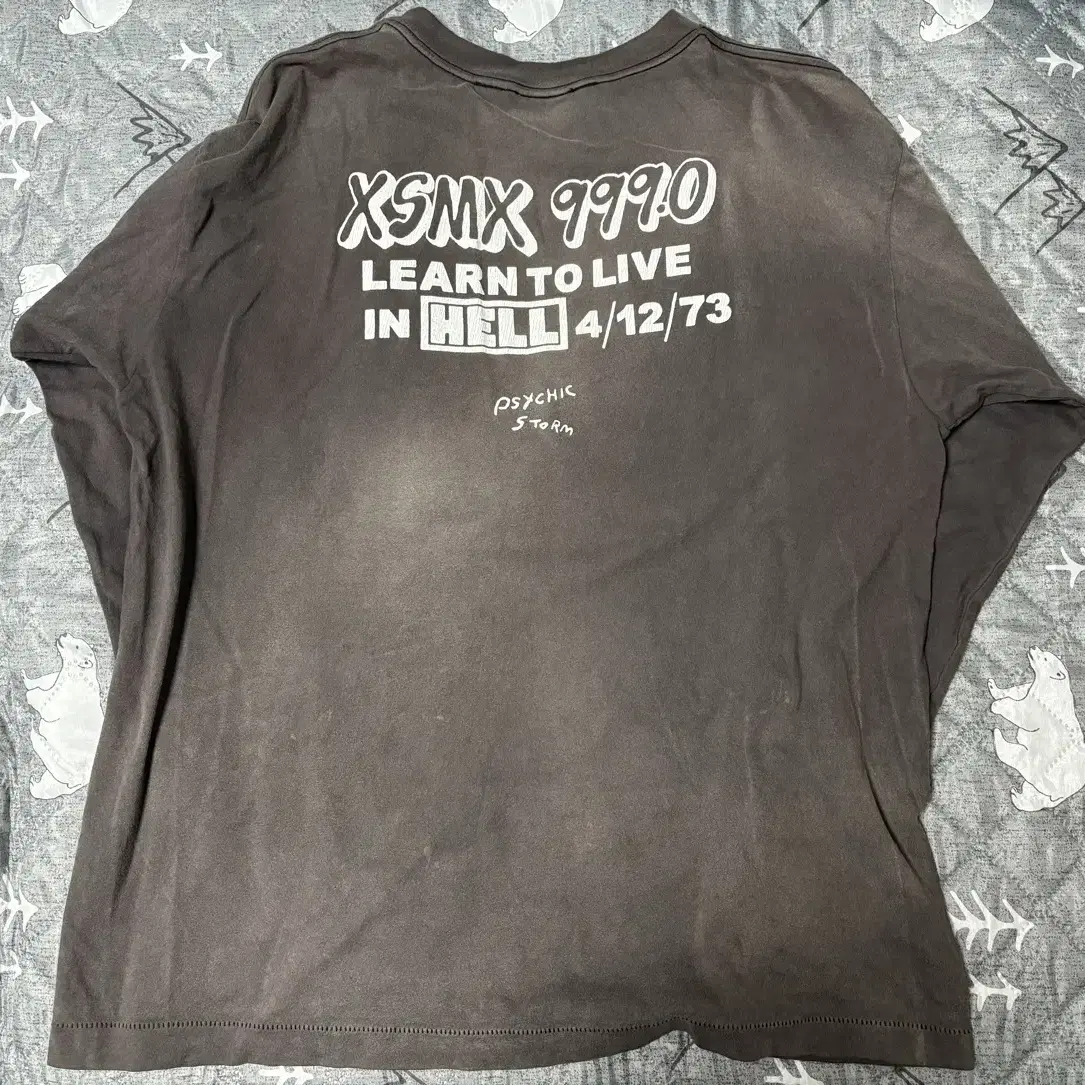 XSMX 999.0
LEARN TO LIVE
IN HELL 4/12/73
PSYCHIC
STORM